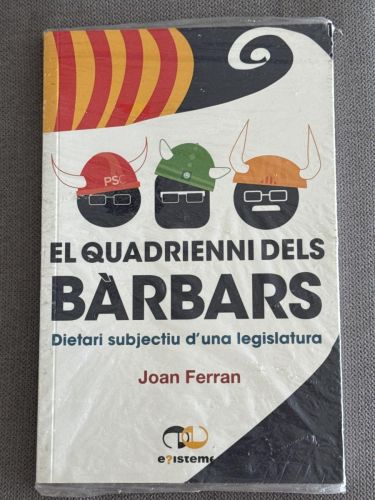 PSC
EL QUADRIENNI DELS
BÀRBARS
Dietari subjectiu d'una legislatura
Joan Ferran
e?isteme